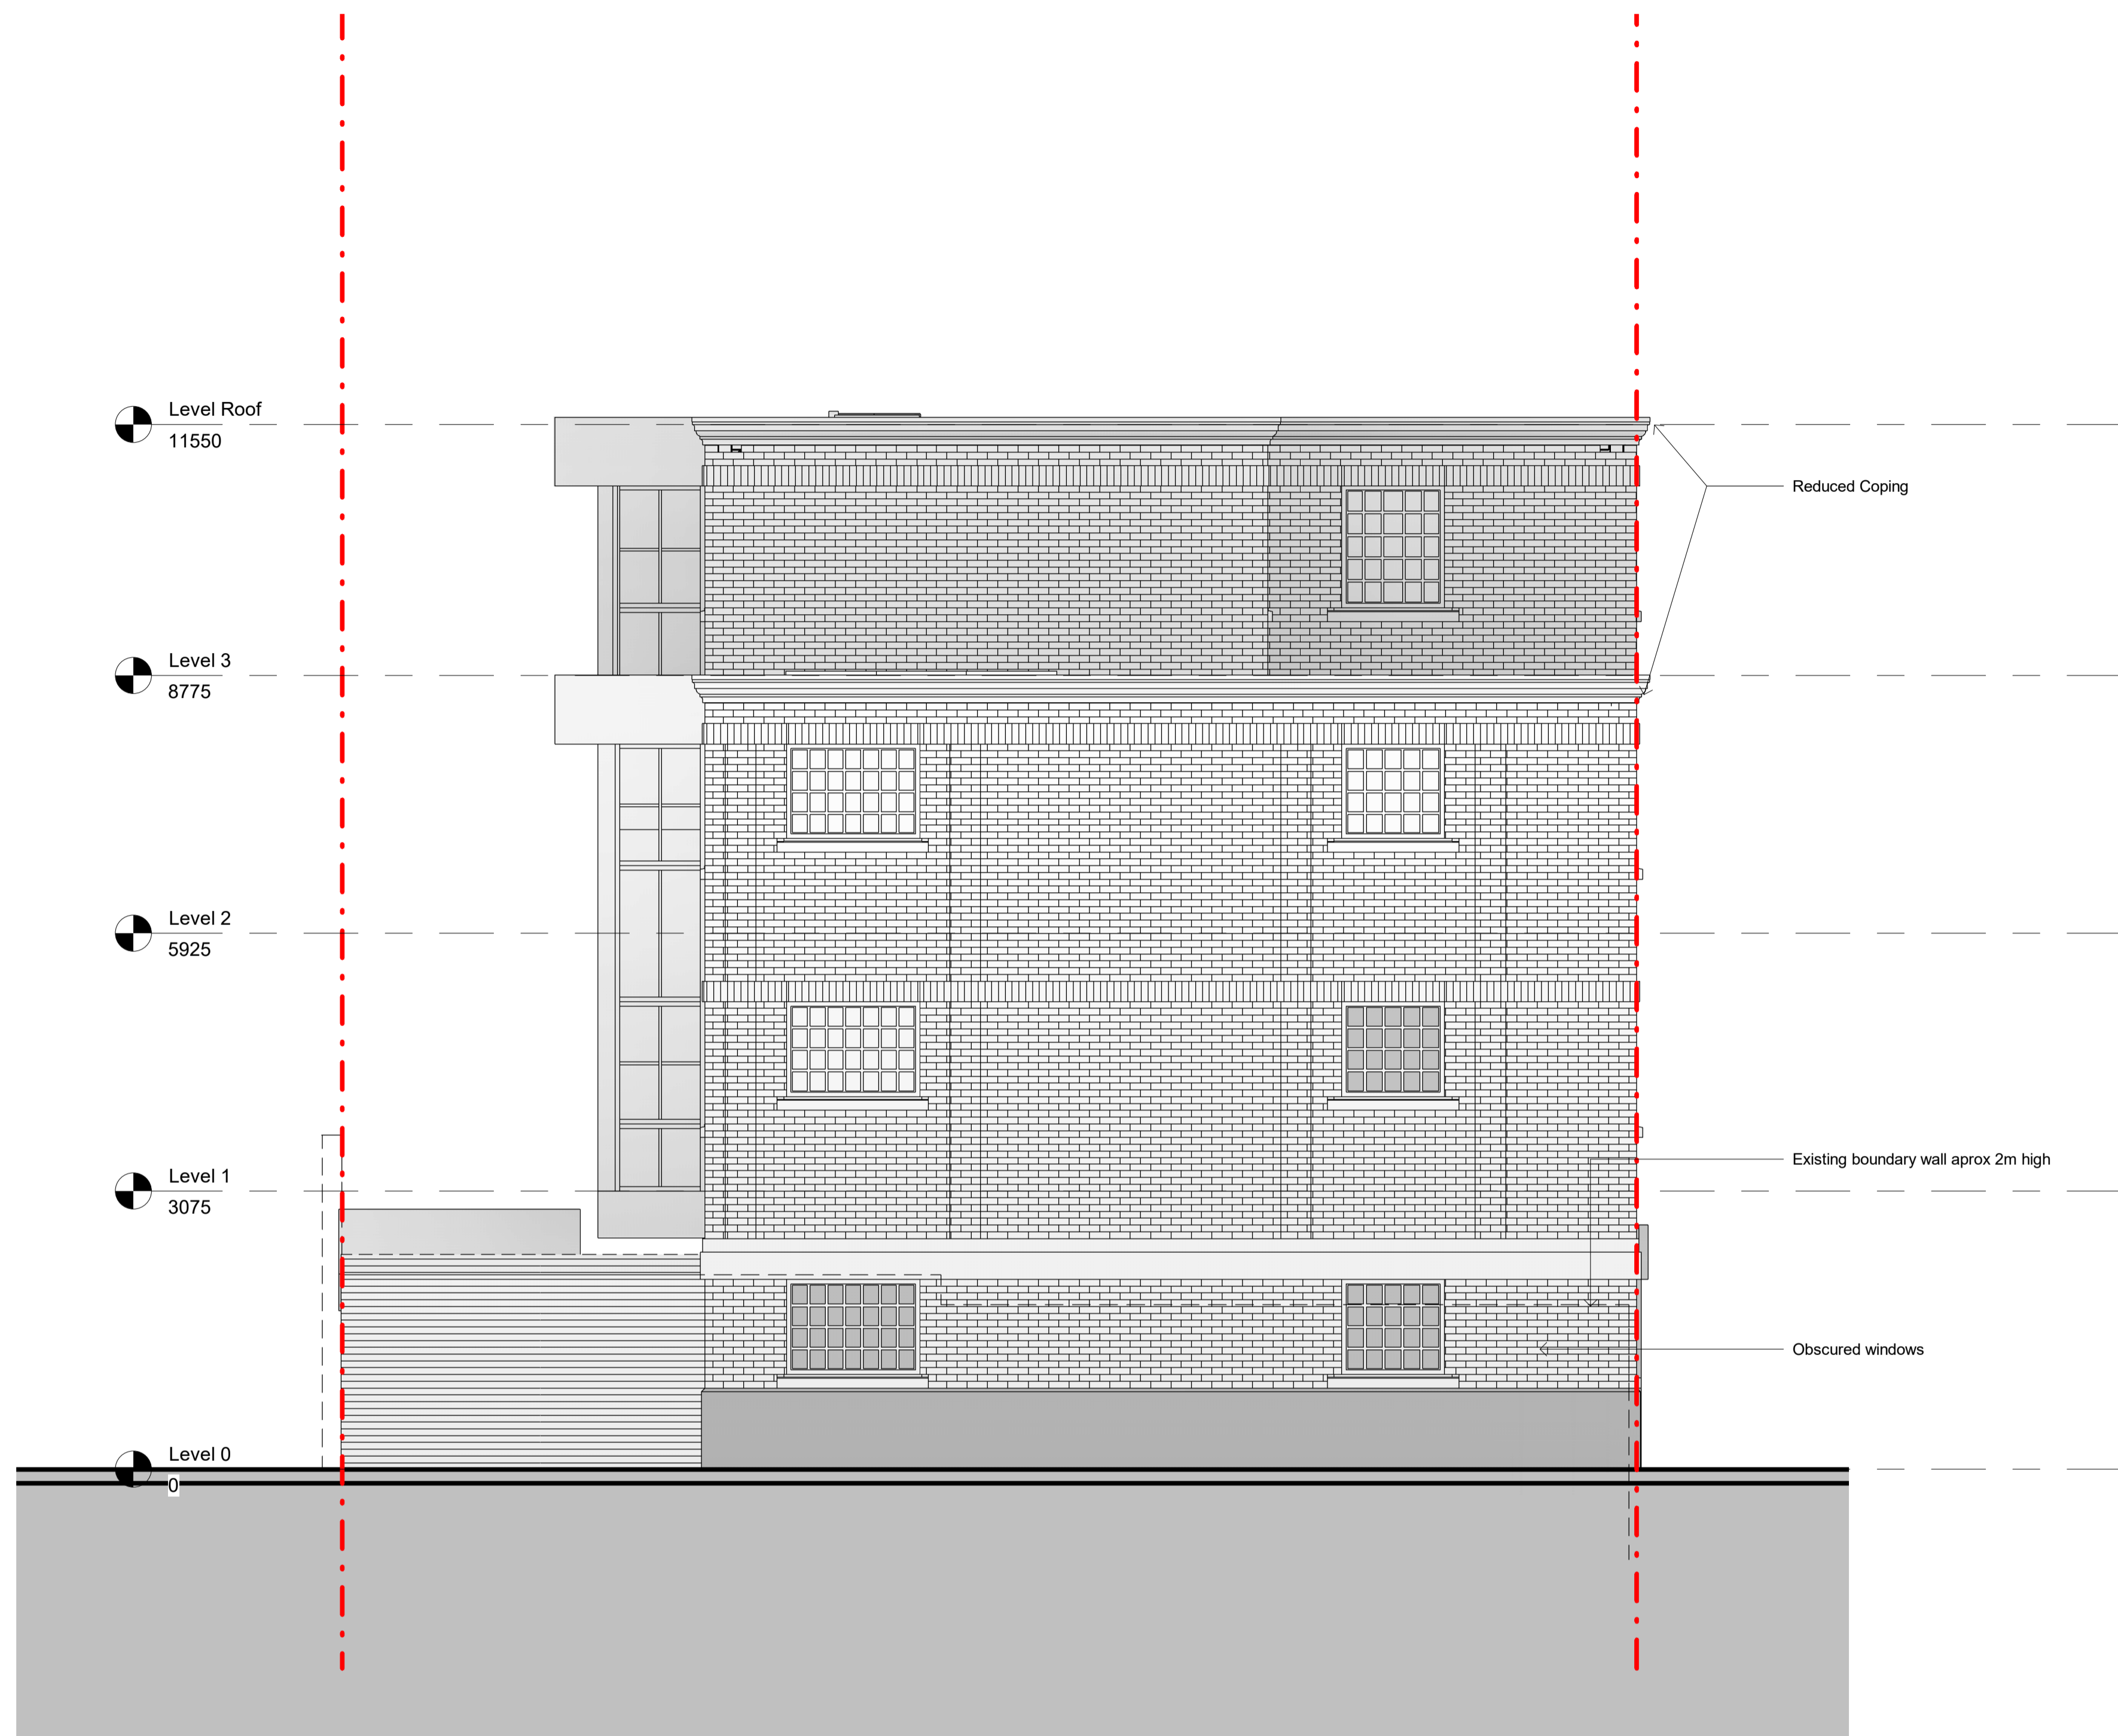 Level Roof
11550
Reduced Coping
Level 3
8775
Level 2
5925
Existing boundary wall aprox 2m high
Level 1
3075
Obscured windows
Level 0
0